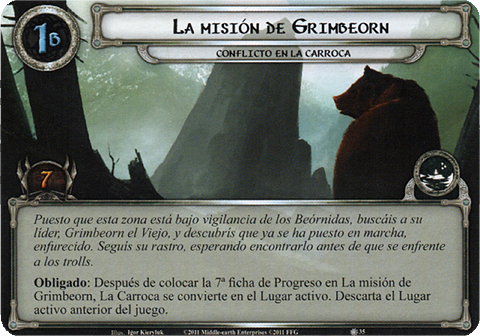 1B
La misión de Grimbeorn
CONFLICTO EN LA CARROCA
7
Puesto que esta zona está bajo vigilancia de los Beórnidas, buscáis a su
líder, Grimbeorn el Viejo, y descubrís que ya se ha puesto en marcha,
enfurecido. Seguís su rastro, esperando encontrarlo antes de que se enfrente
a los trolls.
Obligado: Después de colocar la 7ª ficha de Progreso en La misión de
Grimbeorn, La Carroca se convierte en el Lugar activo. Descarta el Lugar
activo anterior del juego.
Illus. Igor Kieryluk ©2011 Middle-earth Enterprises ©2011 FFG 35